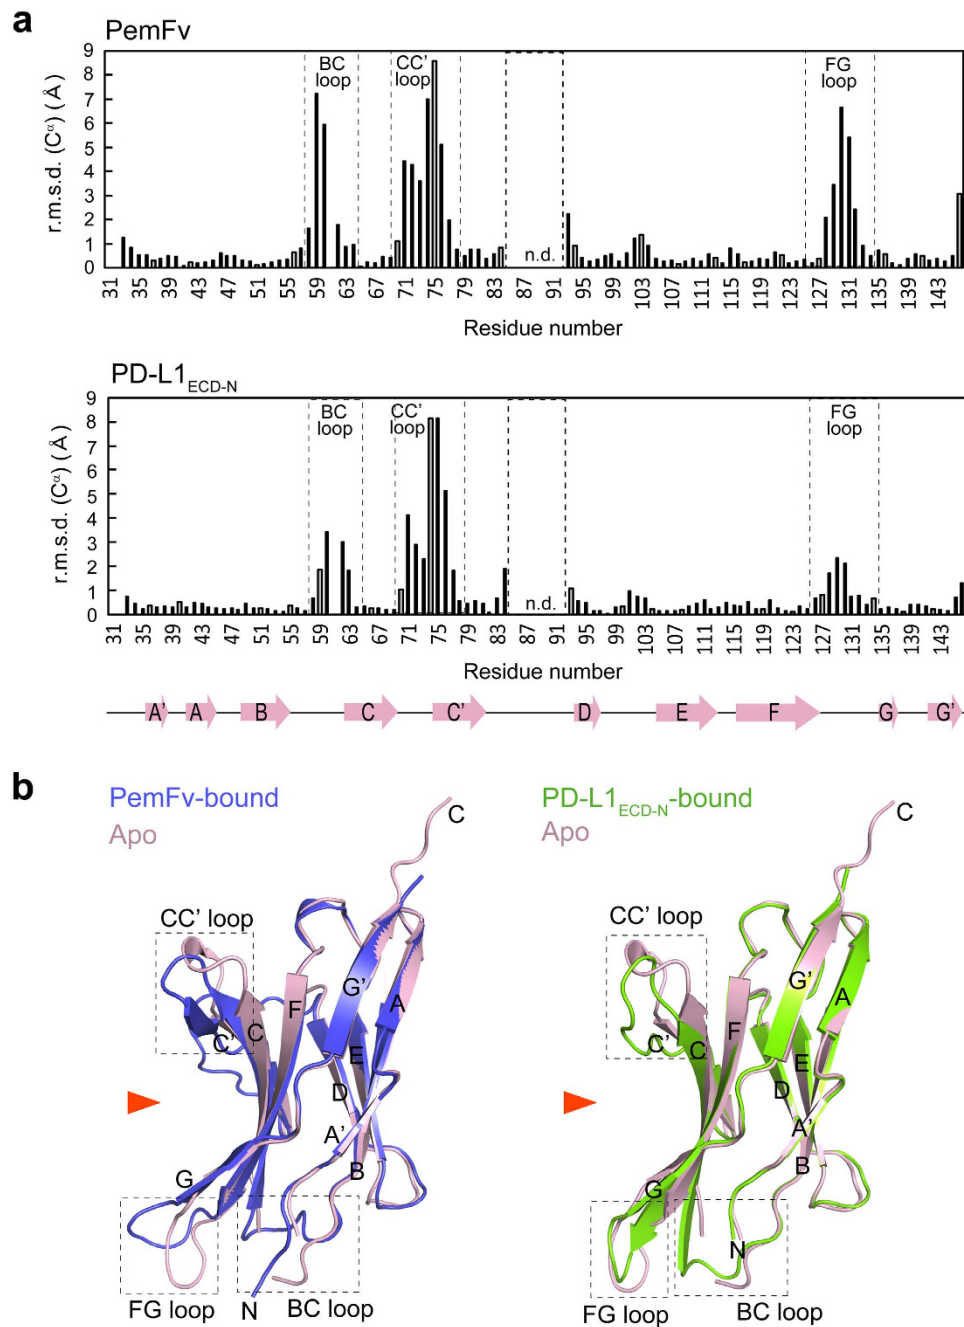 a
PemFv
9
8
7
6
5
4
3
2
1
0
r.m.s.d. (Cα) (Å)
BC loop
CC' loop
FG loop
n.d.
31 35 39 43 47 51 55 59 63 67 71 75 79 83 87 91 95 99 103 107 111 115 119 123 127 131 135 139 143
Residue number
PD-L1ECD-N
9
8
7
6
5
4
3
2
1
0
r.m.s.d. (Cα) (Å)
BC loop
CC' loop
FG loop
n.d.
31 35 39 43 47 51 55 59 63 67 71 75 79 83 87 91 95 99 103 107 111 115 119 123 127 131 135 139 143
Residue number
A' A B C C' D E F G G'
b
PemFv-bound
Apo
C
CC' loop
F
G'
A
C
C'
E
D
A'
B
G
FG loop
N
BC loop
PD-L1ECD-N-bound
Apo
C
CC' loop
F
G'
A
C
C'
E
D
A'
B
G
N
FG loop
BC loop